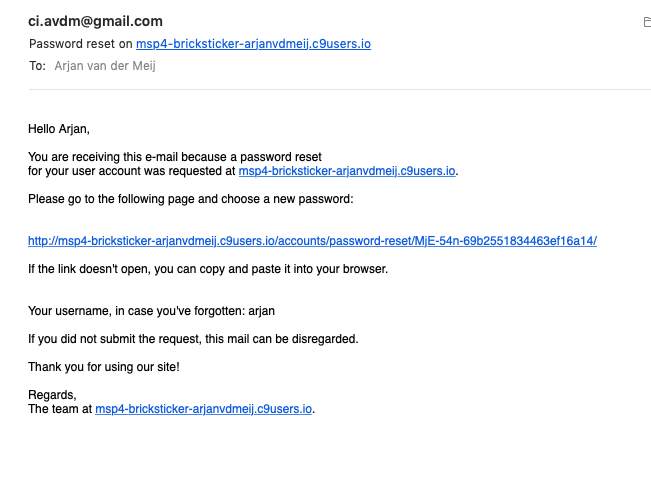 ci.avdm@gmail.com
Password reset on msp4-bricksticker-arjanvdmeij.c9users.io
To: Arjan van der Meij
Hello Arjan,
You are receiving this e-mail because a password reset
for your user account was requested at msp4-bricksticker-arjanvdmeij.c9users.io.
Please go to the following page and choose a new password:
http://msp4-bricksticker-arjanvdmeij.c9users.io/accounts/password-reset/MjE-54n-69b2551834463ef16a14/
If the link doesn't open, you can copy and paste it into your browser.
Your username, in case you've forgotten: arjan
If you did not submit the request, this mail can be disregarded.
Thank you for using our site!
Regards,
The team at msp4-bricksticker-arjanvdmeij.c9users.io.